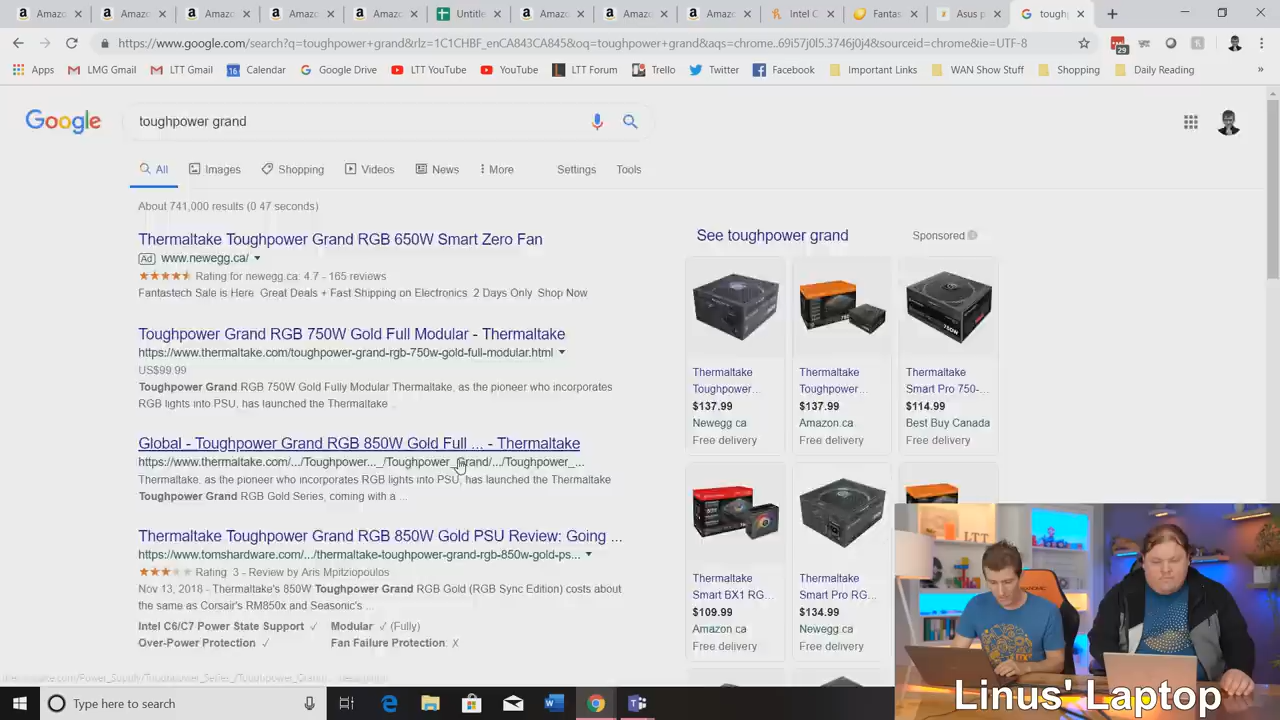 Amazo
Amazo
Amazo
Amazo
Amazo
Untitle
Amazo
Amazo
Amazo
Intel C
Fantas
Asus p
tough
https://www.google.com/search?q=toughpower+grand&rlz=1C1CHBF_enCA843CA845&oq=toughpower+grand&aqs=chrome..69i57j0l5.3746j0j4&sourceid=chrome&ie=UTF-8
29
Apps
LMG Gmail
LTT Gmail
16
Calendar
Google Drive
LTT YouTube
YouTube
LTT Forum
Trello
Twitter
Facebook
Important Links
WAN Show Stuff
Shopping
Daily Reading
»
Google
toughpower grand
All
Images
Shopping
Videos
News
More
Settings
Tools
About 741,000 results (0.47 seconds)
Thermaltake Toughpower Grand RGB 650W Smart Zero Fan
Ad www.newegg.ca/
Rating for newegg.ca: 4.7 - 165 reviews
Fantastech Sale is Here. Great Deals + Fast Shipping on Electronics. 2 Days Only. Shop Now
Toughpower Grand RGB 750W Gold Full Modular - Thermaltake
https://www.thermaltake.com/toughpower-grand-rgb-750w-gold-full-modular.html
US$99.99
Toughpower Grand RGB 750W Gold Fully Modular Thermaltake, as the pioneer who incorporates
RGB lights into PSU, has launched the Thermaltake ...
Global - Toughpower Grand RGB 850W Gold Full ... - Thermaltake
https://www.thermaltake.com/.../Toughpower..._/Toughpower_Grand/.../Toughpower_...
Thermaltake, as the pioneer who incorporates RGB lights into PSU, has launched the Thermaltake
Toughpower Grand RGB Gold Series, coming with a ...
Thermaltake Toughpower Grand RGB 850W Gold PSU Review: Going ...
https://www.tomshardware.com/.../thermaltake-toughpower-grand-rgb-850w-gold-ps...
Rating: 3 - Review by Aris Mpitziopoulos
Nov 13, 2018 - Thermaltake's 850W Toughpower Grand RGB Gold (RGB Sync Edition) costs about
the same as Corsair's RM850x and Seasonic's ...
Intel C6/C7 Power State Support: ✓ Modular: ✓ (Fully)
Over-Power Protection: ✓ Fan Failure Protection: X
See toughpower grand
Sponsored
Thermaltake
Toughpower...
$137.99
Newegg.ca
Free delivery
Thermaltake
Toughpower...
$137.99
Amazon.ca
Free delivery
Thermaltake
Smart Pro 750-...
$114.99
Best Buy Canada
Free delivery
Thermaltake
Smart BX1 RG...
$109.99
Amazon.ca
Free delivery
Thermaltake
Smart Pro RG...
$134.99
Newegg.ca
Free delivery
LTT
Linus' Laptop
Type here to search